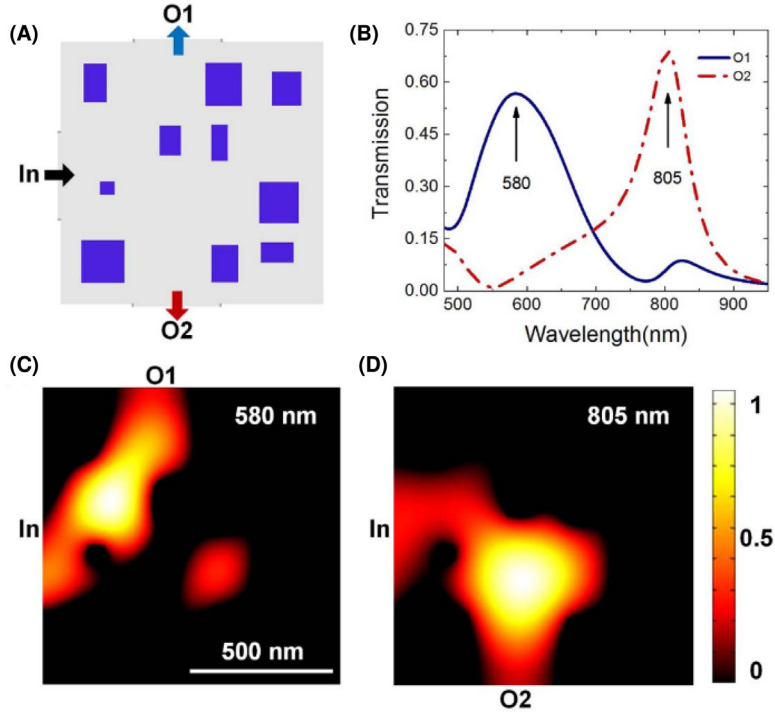 (A)
O1
In
O2
(B)
Transmission
0.75
0.60
0.45
0.30
0.15
0.00
O1
O2
580
805
500 600 700 800 900
Wavelength(nm)
(C)
O1
580 nm
In
500 nm
(D)
805 nm
In
O2
1
0.5
0